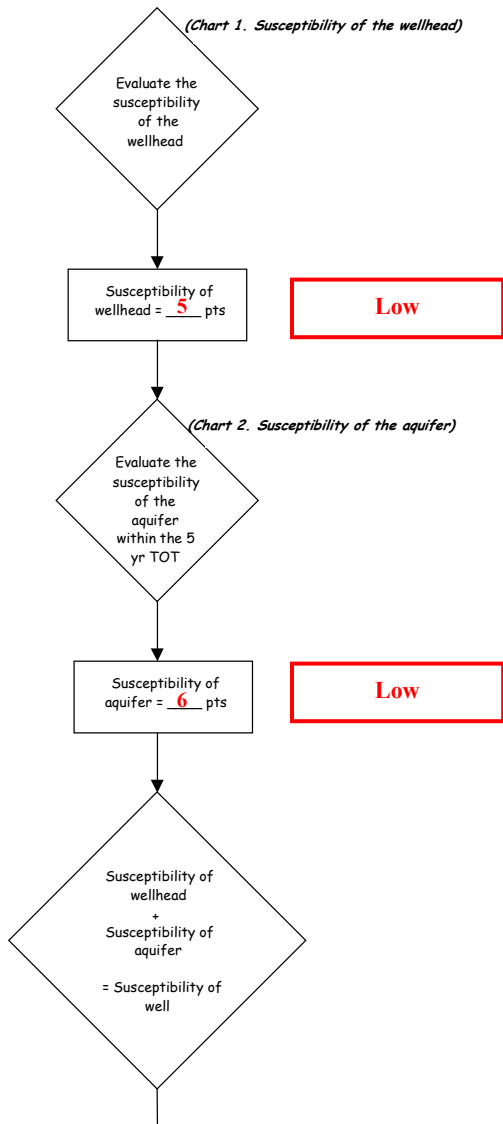 (Chart 1. Susceptibility of the wellhead)
Evaluate the
susceptibility
of the
wellhead
Susceptibility of
wellhead = __5__ pts
Low
(Chart 2. Susceptibility of the aquifer)
Evaluate the
susceptibility
of the
aquifer
within the 5
yr TOT
Susceptibility of
aquifer = __6__ pts
Low
Susceptibility of
wellhead
+
Susceptibility of
aquifer
= Susceptibility of
well